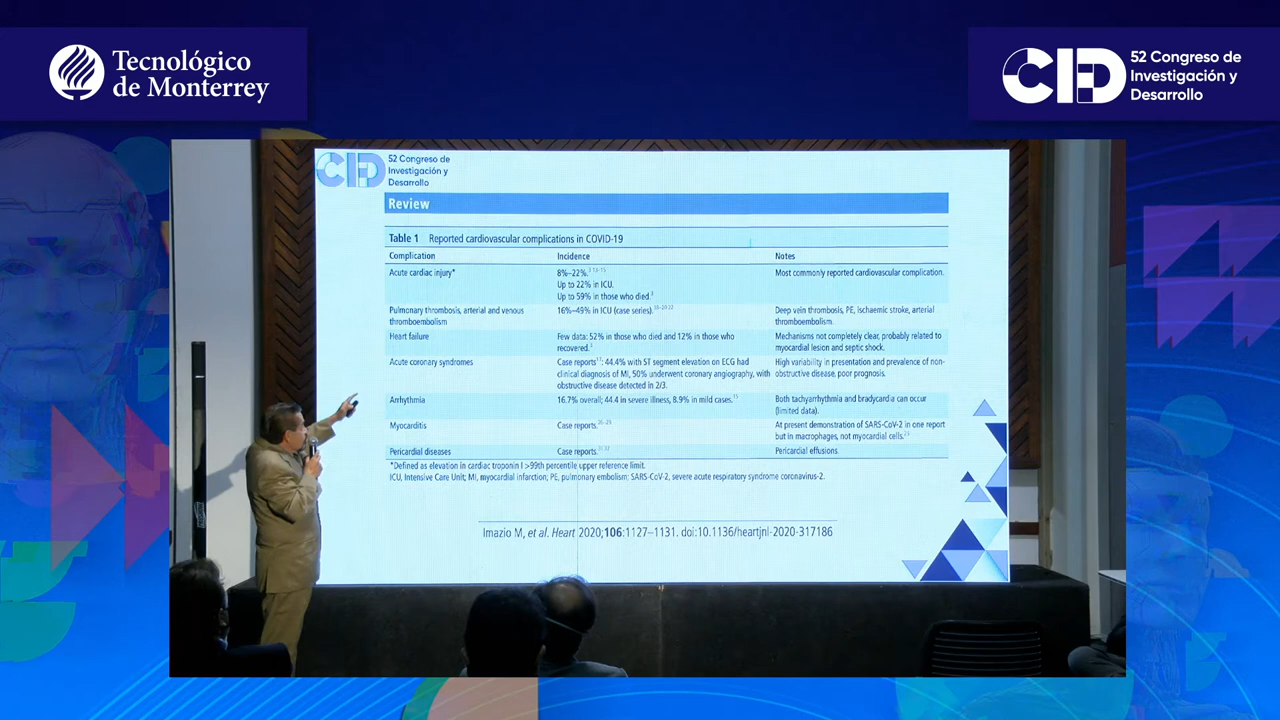 Tecnológico
de Monterrey
CID
52 Congreso de
Investigación y
Desarrollo
CID
52 Congreso de
Investigación y
Desarrollo
Review
Table 1 Reported cardiovascular complications in COVID-19
Complication Incidence Notes
Acute cardiac injury* 8%–22%. Most commonly reported cardiovascular complication.
Up to 22% in ICU.
Up to 59% in those who died.
Pulmonary thrombosis, arterial and venous 16%–49% in ICU (case series). Deep vein thrombosis, PE, ischaemic stroke, arterial
thromboembolism thromboembolism.
Heart failure Few data: 52% in those who died and 12% in those who Mechanisms not completely clear, probably related to
recovered. myocardial lesion and septic shock.
Acute coronary syndromes Case reports: 44.4% with ST segment elevation on ECG had High variability in presentation and prevalence of non-
clinical diagnosis of MI, 50% underwent coronary angiography, with obstructive disease, poor prognosis.
obstructive disease detected in 2/3.
Arrhythmia 16.7% overall; 44.4 in severe illness, 8.9% in mild cases. Both tachyarrhythmia and bradycardia can occur
(limited data).
Myocarditis Case reports. At present demonstration of SARS-CoV-2 in one report
but in macrophages, not myocardial cells.
Pericardial diseases Case reports. Pericardial effusions.
*Defined as elevation in cardiac troponin I >99th percentile upper reference limit.
ICU, Intensive Care Unit; MI, myocardial infarction; PE, pulmonary embolism; SARS-CoV-2, severe acute respiratory syndrome coronavirus-2.
Imazio M, et al. Heart 2020;106:1127–1131. doi:10.1136/heartjnl-2020-317186